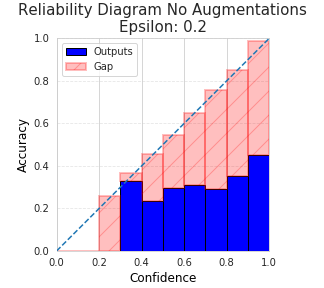 Reliability Diagram No Augmentations
Epsilon: 0.2
1.0
Outputs
Gap
0.8
0.6
Accuracy
0.4
0.2
0.0
0.0 0.2 0.4 0.6 0.8 1.0
Confidence